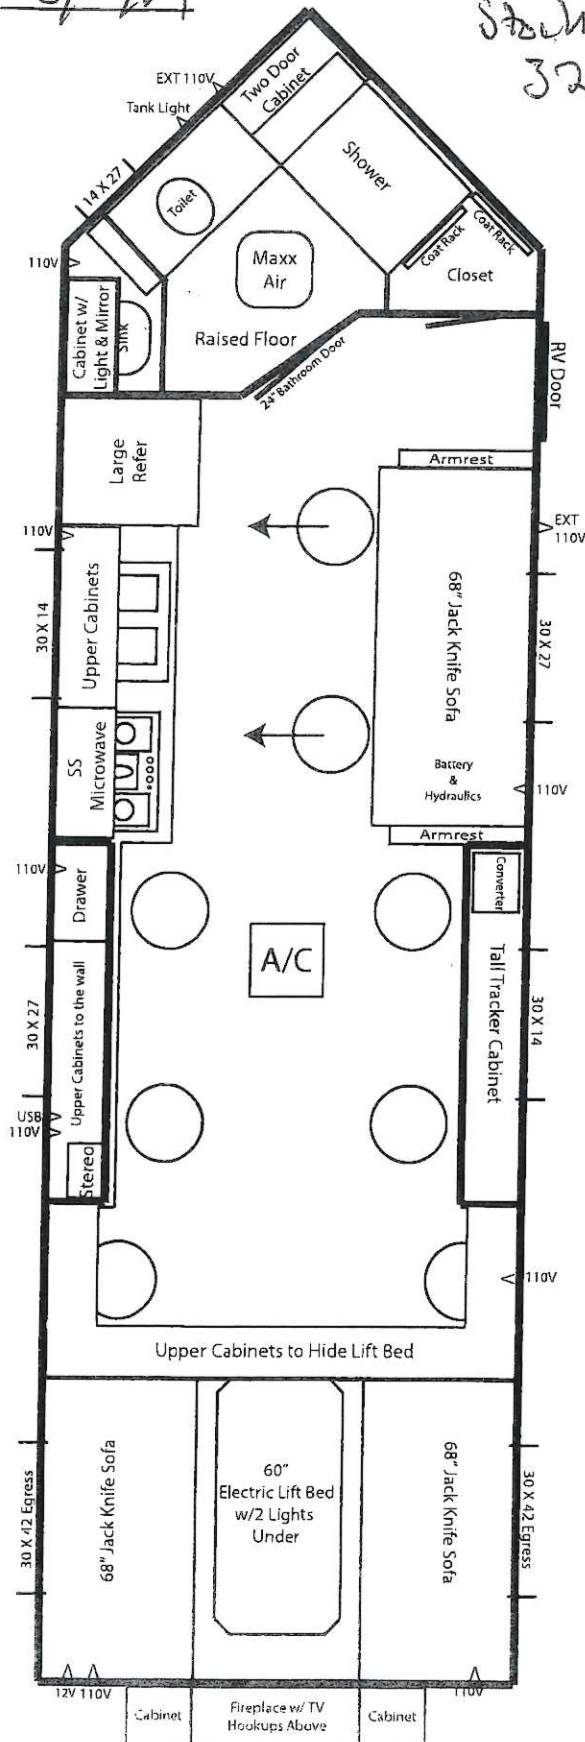 Stock
32
EXT 110V
Two Door
Cabinet
Tank Light
14 X 27
Toilet
Shower
Coat Rack
Coat Rack
Closet
110V
Maxx
Air
Cabinet w/
Light & Mirror
Sink
Raised Floor
24" Bathroom Door
RV Door
Large
Refer
Armrest
110V
EXT
110V
30 X 14
Upper Cabinets
68" Jack Knife Sofa
30 X 27
SS
Microwave
Battery
&
Hydraulics
110V
Armrest
110V
Drawer
Converter
A/C
30 X 27
Upper Cabinets to the wall
Tall Tracker Cabinet
30 X 14
USB
110V
Stereo
110V
Upper Cabinets to Hide Lift Bed
30 X 42 Egress
68" Jack Knife Sofa
60"
Electric Lift Bed
w/2 Lights
Under
68" Jack Knife Sofa
30 X 42 Egress
12V 110V
110V
Cabinet
Fireplace w/ TV
Hookups Above
Cabinet